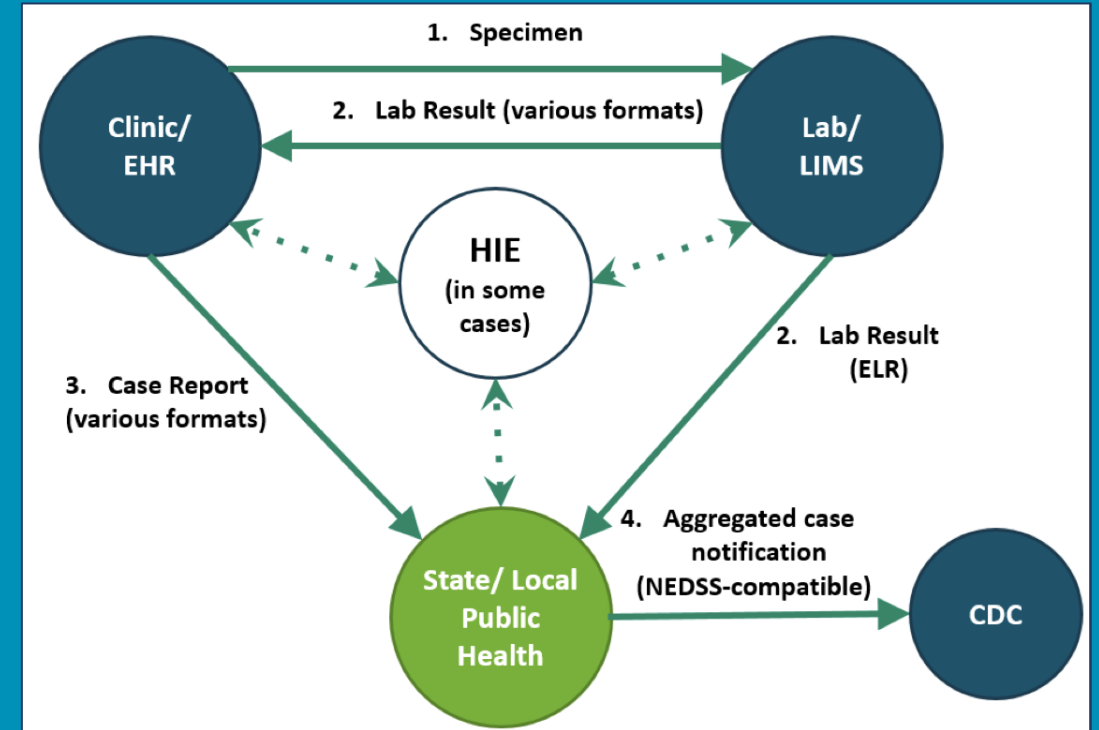 1. Specimen
2. Lab Result (various formats)
Clinic/
EHR
Lab/
LIMS
HIE
(in some
cases)
2. Lab Result
(ELR)
3. Case Report
(various formats)
4. Aggregated case
notification
(NEDSS-compatible)
State/ Local
Public
Health
CDC